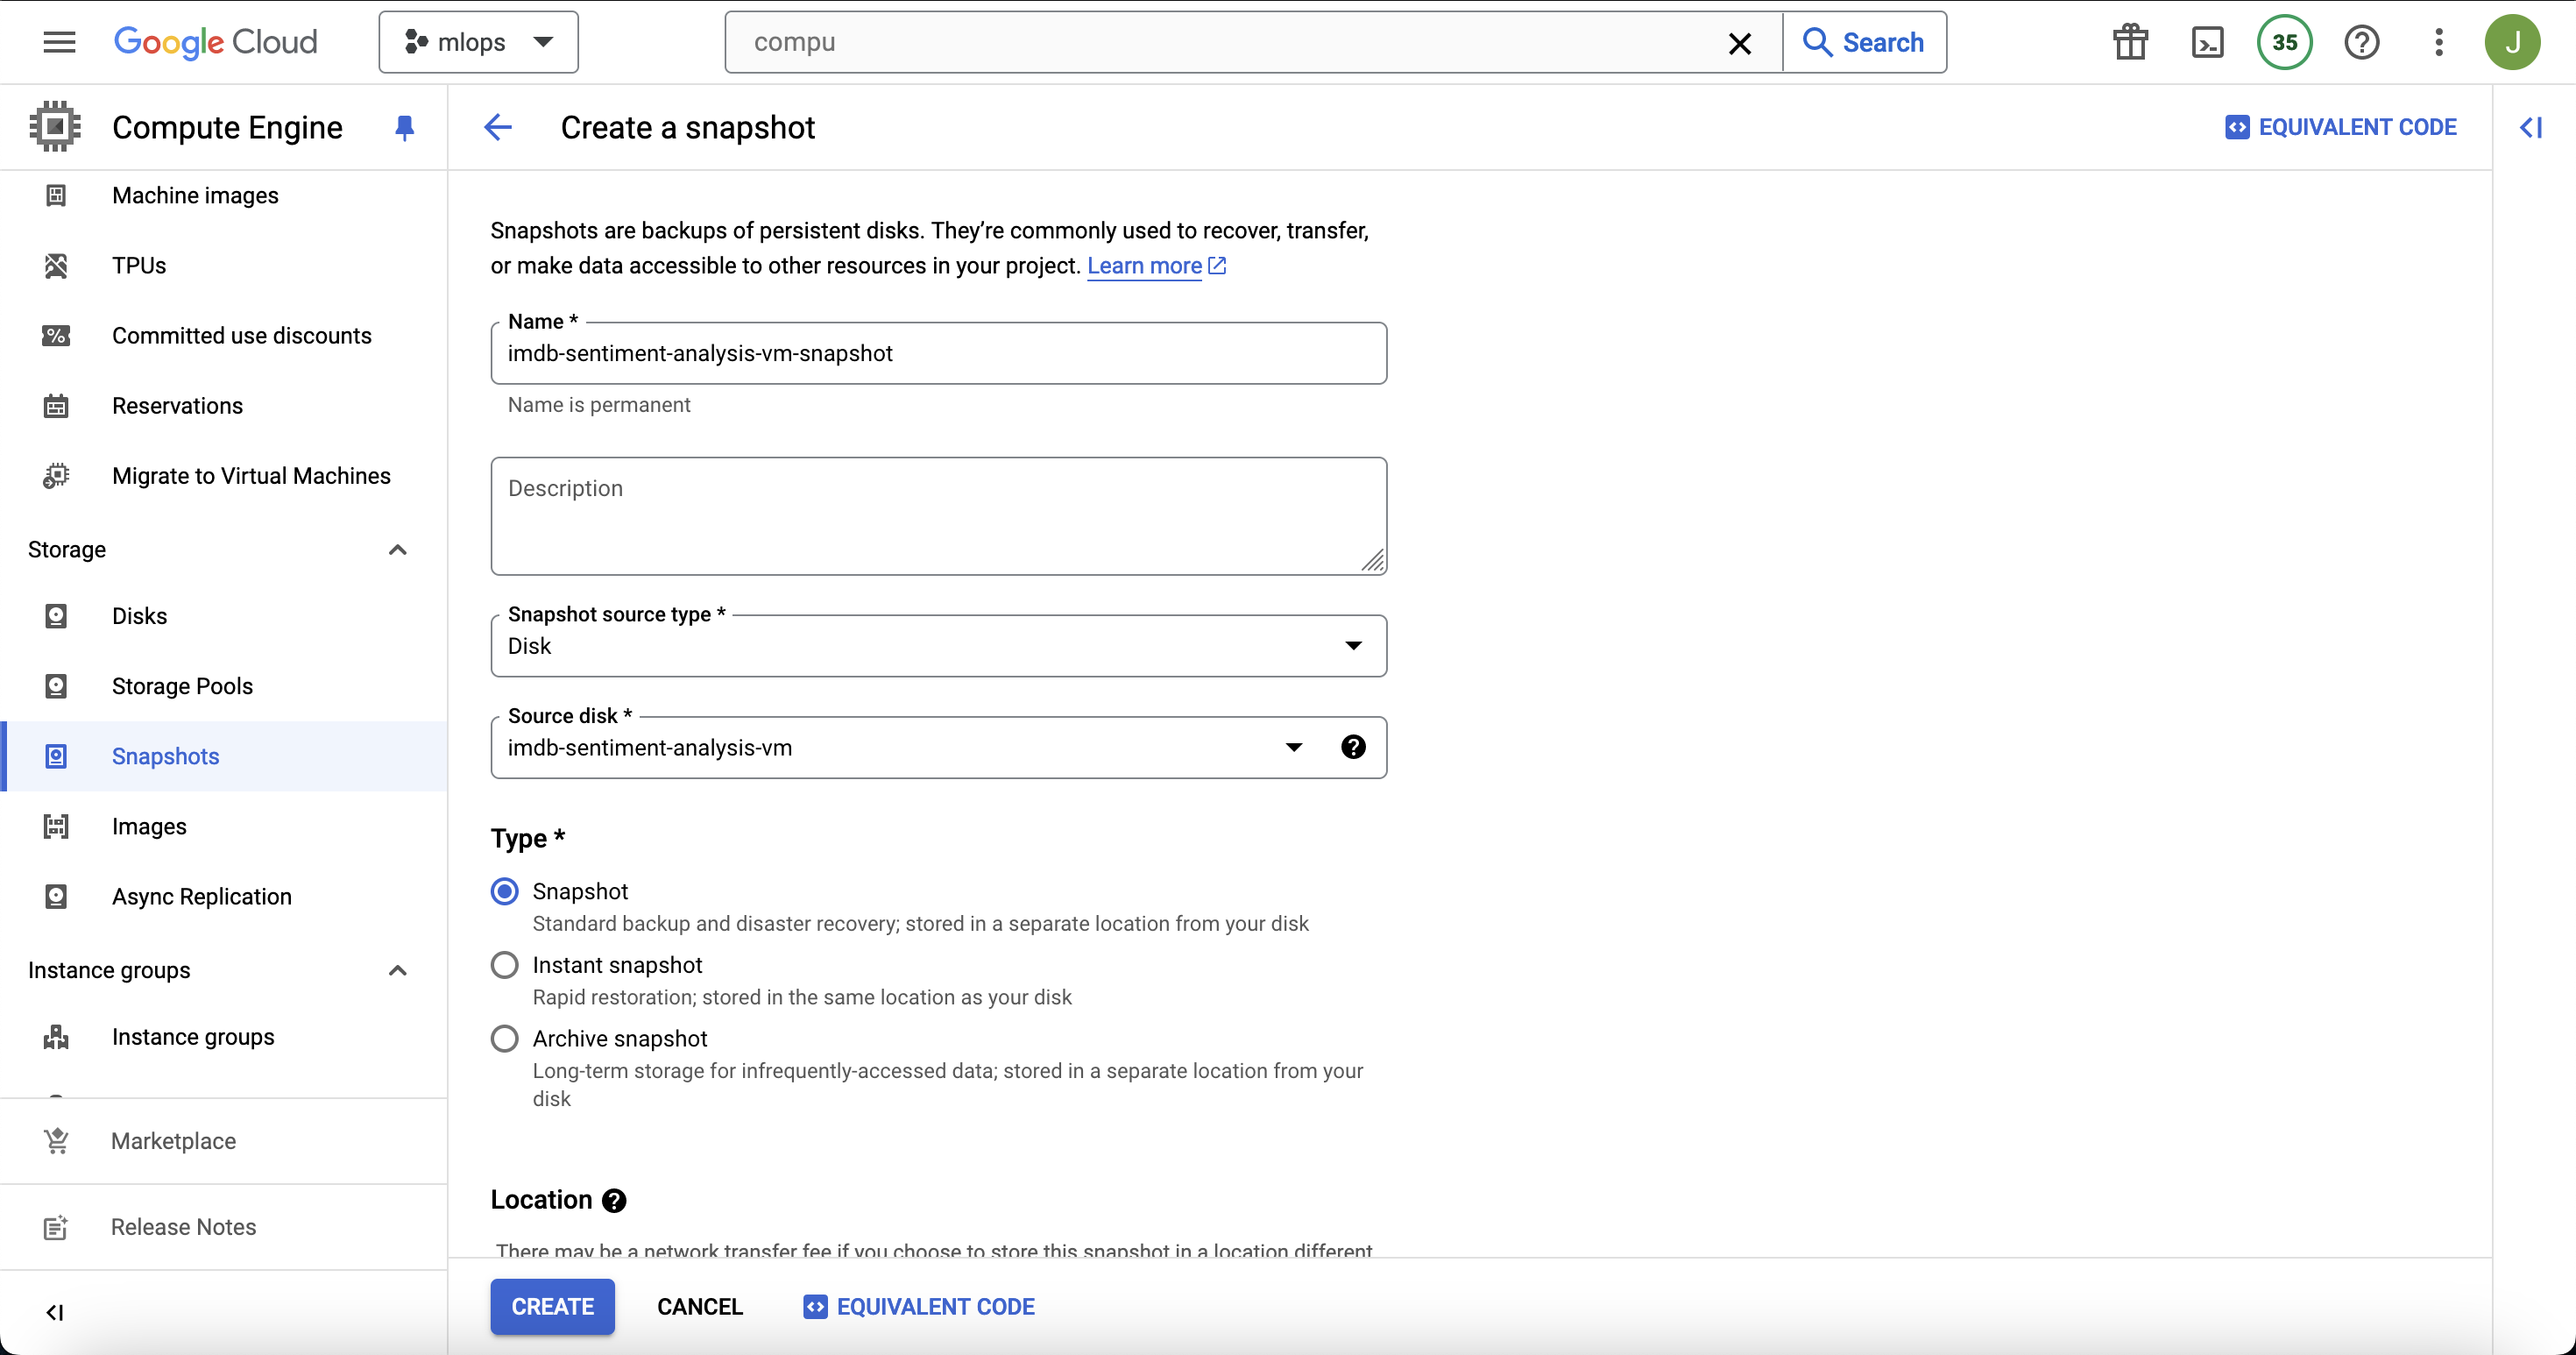 Google Cloud
mlops
compu
Search
35
J
Compute Engine
Create a snapshot
EQUIVALENT CODE
Machine images
TPUs
Committed use discounts
Reservations
Migrate to Virtual Machines
Storage
Disks
Storage Pools
Snapshots
Images
Async Replication
Instance groups
Instance groups
Marketplace
Release Notes
Snapshots are backups of persistent disks. They’re commonly used to recover, transfer,
or make data accessible to other resources in your project. Learn more
Name *
imdb-sentiment-analysis-vm-snapshot
Name is permanent
Description
Snapshot source type *
Disk
Source disk *
imdb-sentiment-analysis-vm
Type *
Snapshot
Standard backup and disaster recovery; stored in a separate location from your disk
Instant snapshot
Rapid restoration; stored in the same location as your disk
Archive snapshot
Long-term storage for infrequently-accessed data; stored in a separate location from your
disk
Location
There may be a network transfer fee if you choose to store this snapshot in a location different
CREATE
CANCEL
EQUIVALENT CODE